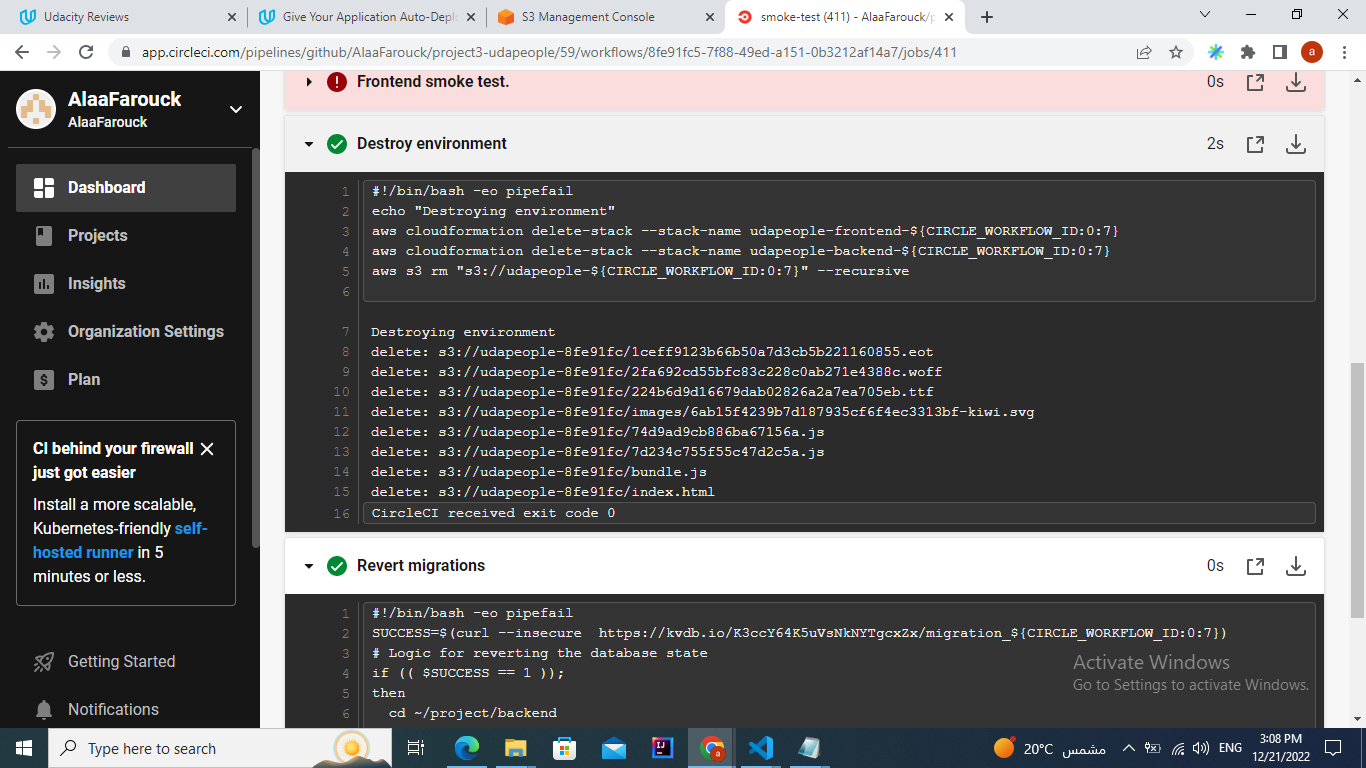 Udacity Reviews
Give Your Application Auto-Depl
S3 Management Console
smoke-test (411) - AlaaFarouck/p
app.circleci.com/pipelines/github/AlaaFarouck/project3-udapeople/59/workflows/8fe91fc5-7f88-49ed-a151-0b3212af14a7/jobs/411
a
AlaaFarouck
AlaaFarouck
Dashboard
Projects
Insights
Organization Settings
Plan
CI behind your firewall
just got easier
Install a more scalable,
Kubernetes-friendly self-
hosted runner in 5
minutes or less.
Getting Started
Notifications
Frontend smoke test.
0s
Destroy environment
2s
1 #!/bin/bash -eo pipefail
2 echo "Destroying environment"
3 aws cloudformation delete-stack --stack-name udapeople-frontend-${CIRCLE_WORKFLOW_ID:0:7}
4 aws cloudformation delete-stack --stack-name udapeople-backend-${CIRCLE_WORKFLOW_ID:0:7}
5 aws s3 rm "s3://udapeople-${CIRCLE_WORKFLOW_ID:0:7}" --recursive
6
7 Destroying environment
8 delete: s3://udapeople-8fe91fc/1ceff9123b66b50a7d3cb5b221160855.eot
9 delete: s3://udapeople-8fe91fc/2fa692cd55bfc83c228c0ab271e4388c.woff
10 delete: s3://udapeople-8fe91fc/224b6d9d16679dab02826a2a7ea705eb.ttf
11 delete: s3://udapeople-8fe91fc/images/6ab15f4239b7d187935cf6f4ec3313bf-kiwi.svg
12 delete: s3://udapeople-8fe91fc/74d9ad9cb886ba67156a.js
13 delete: s3://udapeople-8fe91fc/7d234c755f55c47d2c5a.js
14 delete: s3://udapeople-8fe91fc/bundle.js
15 delete: s3://udapeople-8fe91fc/index.html
16 CircleCI received exit code 0
Revert migrations
0s
1 #!/bin/bash -eo pipefail
2 SUCCESS=$(curl --insecure  https://kvdb.io/K3ccY64K5uVsNkNYTgcxZx/migration_${CIRCLE_WORKFLOW_ID:0:7})
3 # Logic for reverting the database state
4 if (( $SUCCESS == 1 ));
5 then
6 cd ~/project/backend
Activate Windows
Go to Settings to activate Windows.
Type here to search
20°C مشمس
ENG
3:08 PM
12/21/2022